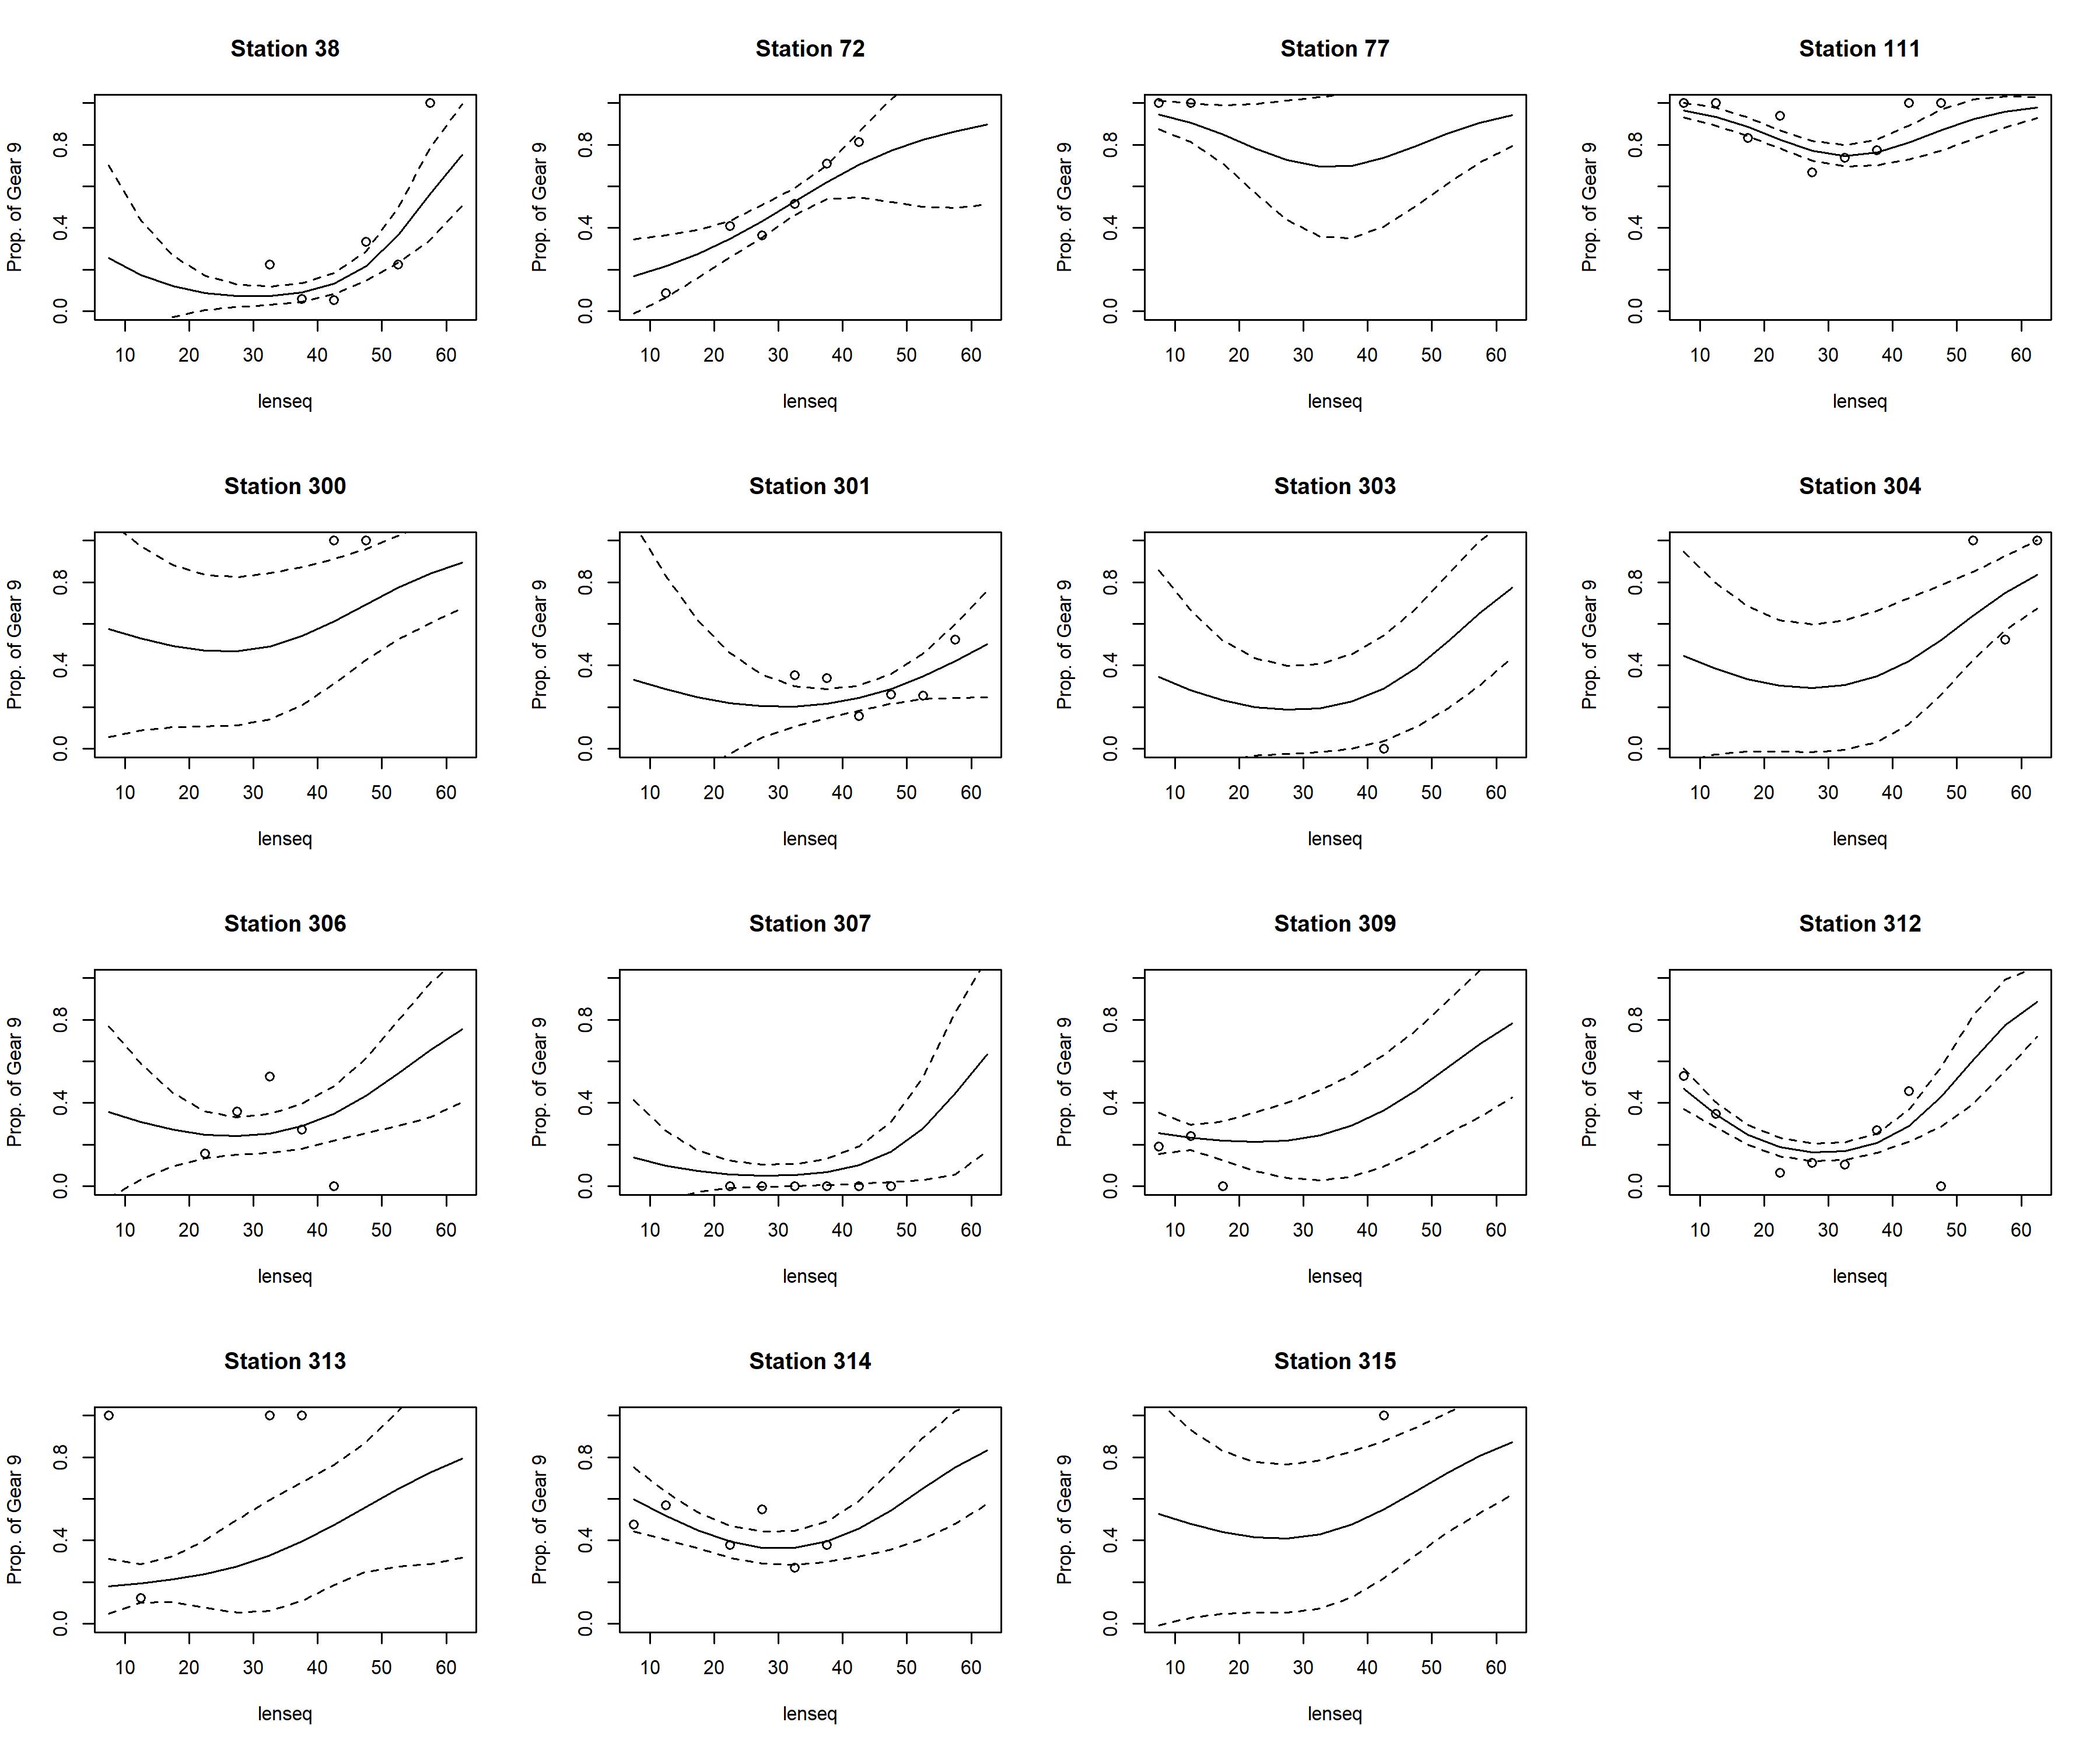 Station 38
Prop. of Gear 9
0.0 0.4 0.8
10 20 30 40 50 60
lenseq
Station 72
Prop. of Gear 9
0.0 0.4 0.8
10 20 30 40 50 60
lenseq
Station 77
Prop. of Gear 9
0.0 0.4 0.8
10 20 30 40 50 60
lenseq
Station 111
Prop. of Gear 9
0.0 0.4 0.8
10 20 30 40 50 60
lenseq
Station 300
Prop. of Gear 9
0.0 0.4 0.8
10 20 30 40 50 60
lenseq
Station 301
Prop. of Gear 9
0.0 0.4 0.8
10 20 30 40 50 60
lenseq
Station 303
Prop. of Gear 9
0.0 0.4 0.8
10 20 30 40 50 60
lenseq
Station 304
Prop. of Gear 9
0.0 0.4 0.8
10 20 30 40 50 60
lenseq
Station 306
Prop. of Gear 9
0.0 0.4 0.8
10 20 30 40 50 60
lenseq
Station 307
Prop. of Gear 9
0.0 0.4 0.8
10 20 30 40 50 60
lenseq
Station 309
Prop. of Gear 9
0.0 0.4 0.8
10 20 30 40 50 60
lenseq
Station 312
Prop. of Gear 9
0.0 0.4 0.8
10 20 30 40 50 60
lenseq
Station 313
Prop. of Gear 9
0.0 0.4 0.8
10 20 30 40 50 60
lenseq
Station 314
Prop. of Gear 9
0.0 0.4 0.8
10 20 30 40 50 60
lenseq
Station 315
Prop. of Gear 9
0.0 0.4 0.8
10 20 30 40 50 60
lenseq